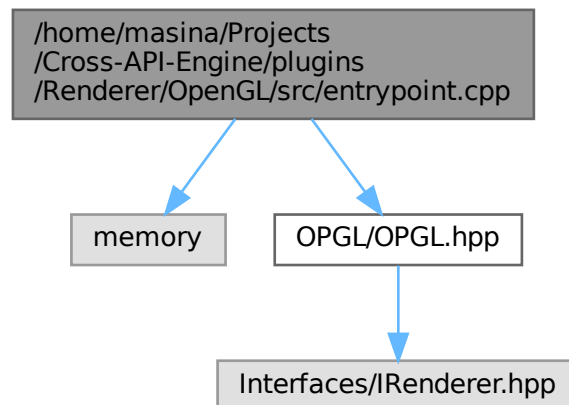 /home/masina/Projects
/Cross-API-Engine/plugins
/Renderer/OpenGL/src/entrypoint.cpp
memory
OPGL/OPGL.hpp
Interfaces/IRenderer.hpp